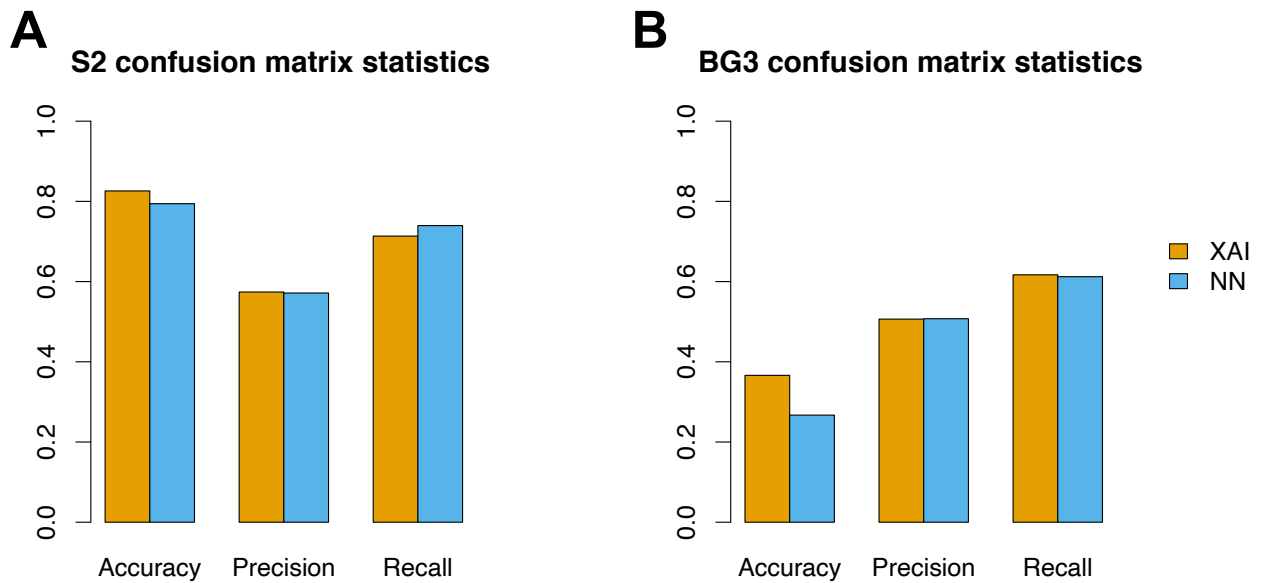 A
S2 confusion matrix statistics
1.0
0.8
0.6
0.4
0.2
0.0
Accuracy Precision Recall
B
BG3 confusion matrix statistics
1.0
0.8
0.6
0.4
0.2
0.0
Accuracy Precision Recall
XAI
NN